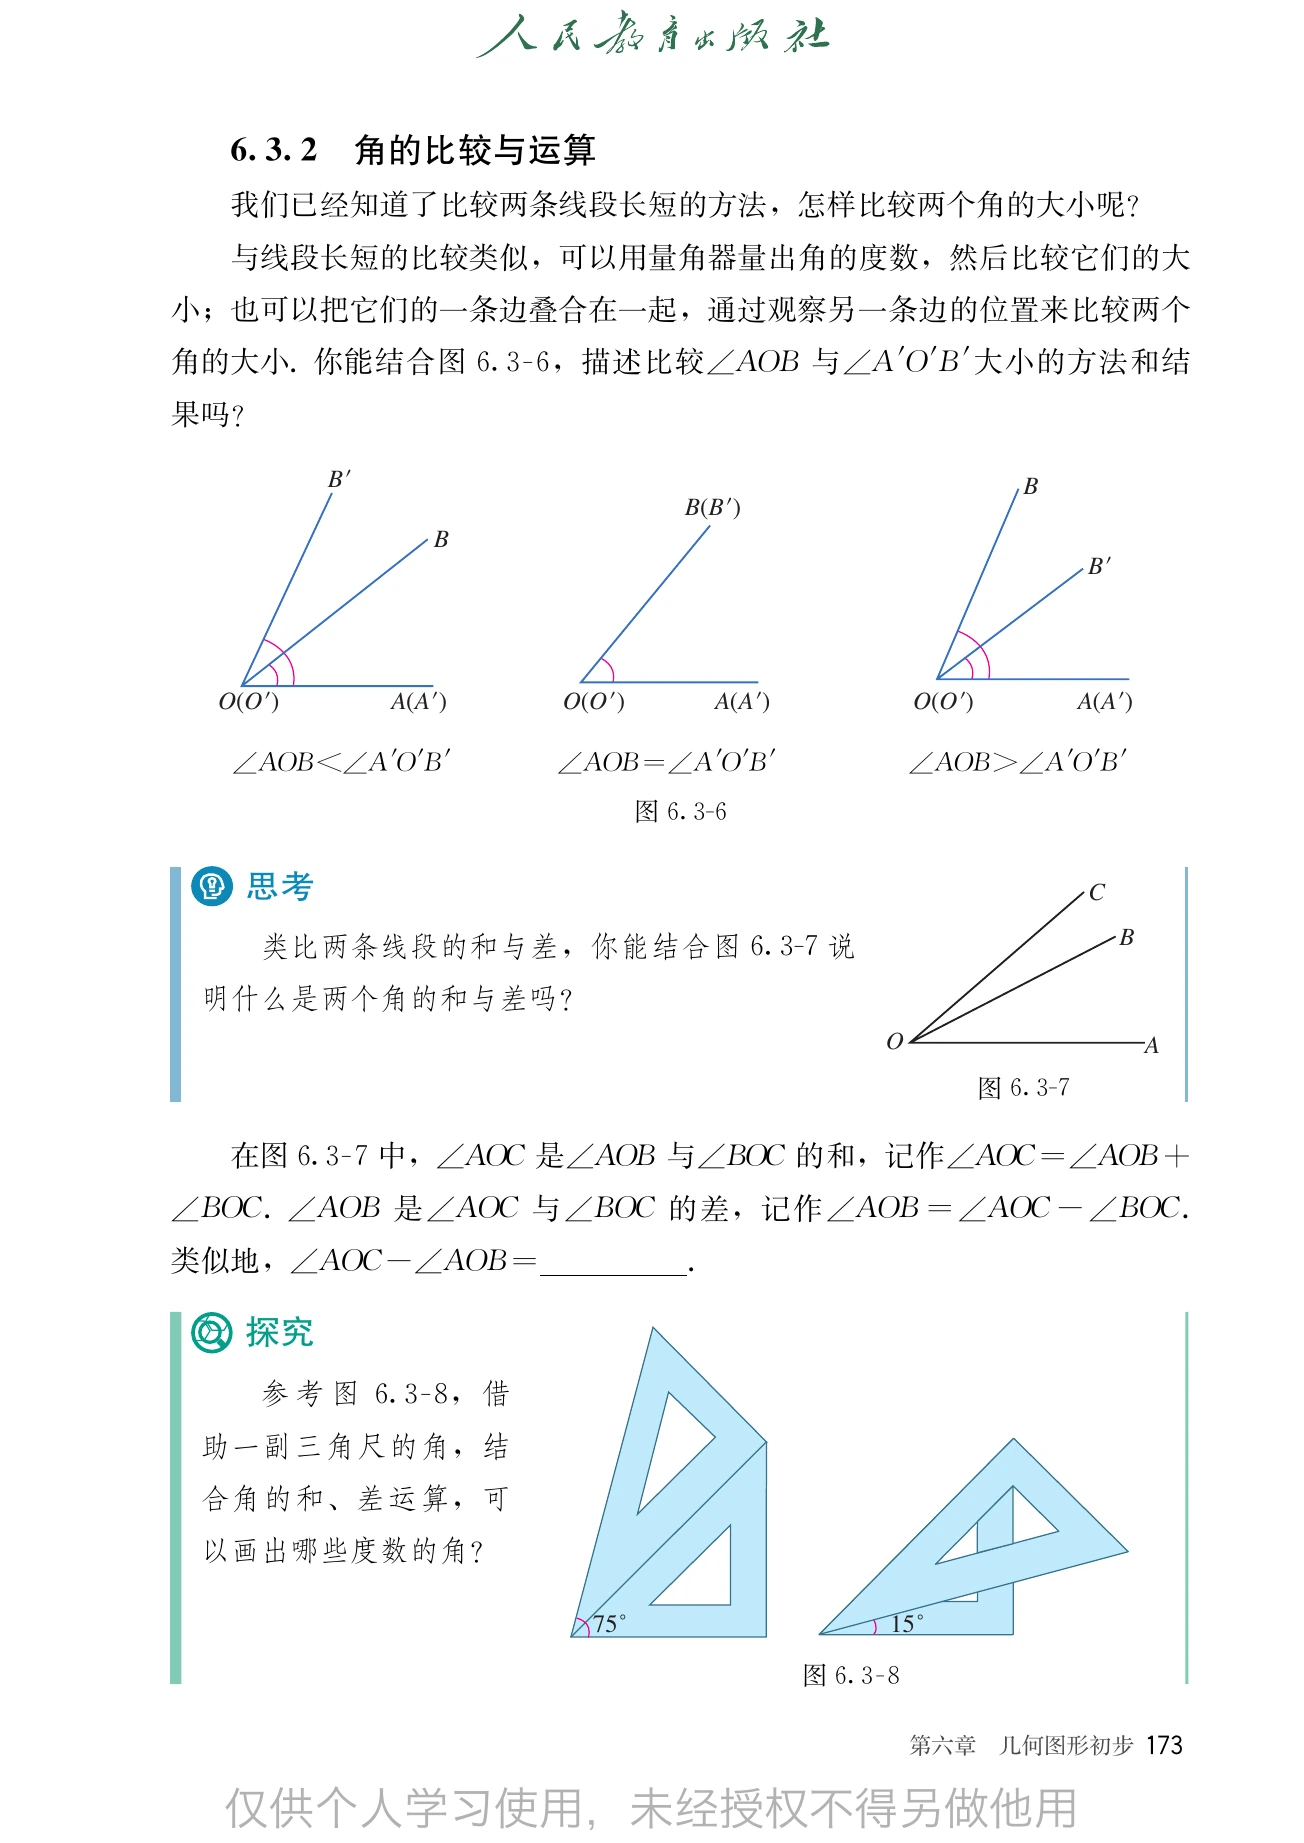 人民教育出版社
6.3.2 角的比较与运算
我们已经知道了比较两条线段长短的方法，怎样比较两个角的大小呢？
与线段长短的比较类似，可以用量角器量出角的度数，然后比较它们的大
小；也可以把它们的一条边叠合在一起，通过观察另一条边的位置来比较两个
角的大小. 你能结合图 6.3-6，描述比较∠AOB 与∠A′O′B′大小的方法和结
果吗？
B′
B
O(O′)
A(A′)
∠AOB<∠A′O′B′
B(B′)
O(O′)
A(A′)
∠AOB=∠A′O′B′
B
B′
O(O′)
A(A′)
∠AOB>∠A′O′B′
图 6.3-6
思考
类比两条线段的和与差，你能结合图 6.3-7 说
明什么是两个角的和与差吗？
C
B
O
A
图 6.3-7
在图 6.3-7 中，∠AOC 是∠AOB 与∠BOC 的和，记作∠AOC=∠AOB+
∠BOC. ∠AOB 是∠AOC 与∠BOC 的差，记作∠AOB=∠AOC-∠BOC.
类似地，∠AOC-∠AOB=________.
探究
参考图 6.3-8，借
助一副三角尺的角，结
合角的和、差运算，可
以画出哪些度数的角？
75°
15°
图 6.3-8
第六章 几何图形初步 173
仅供个人学习使用，未经授权不得另做他用